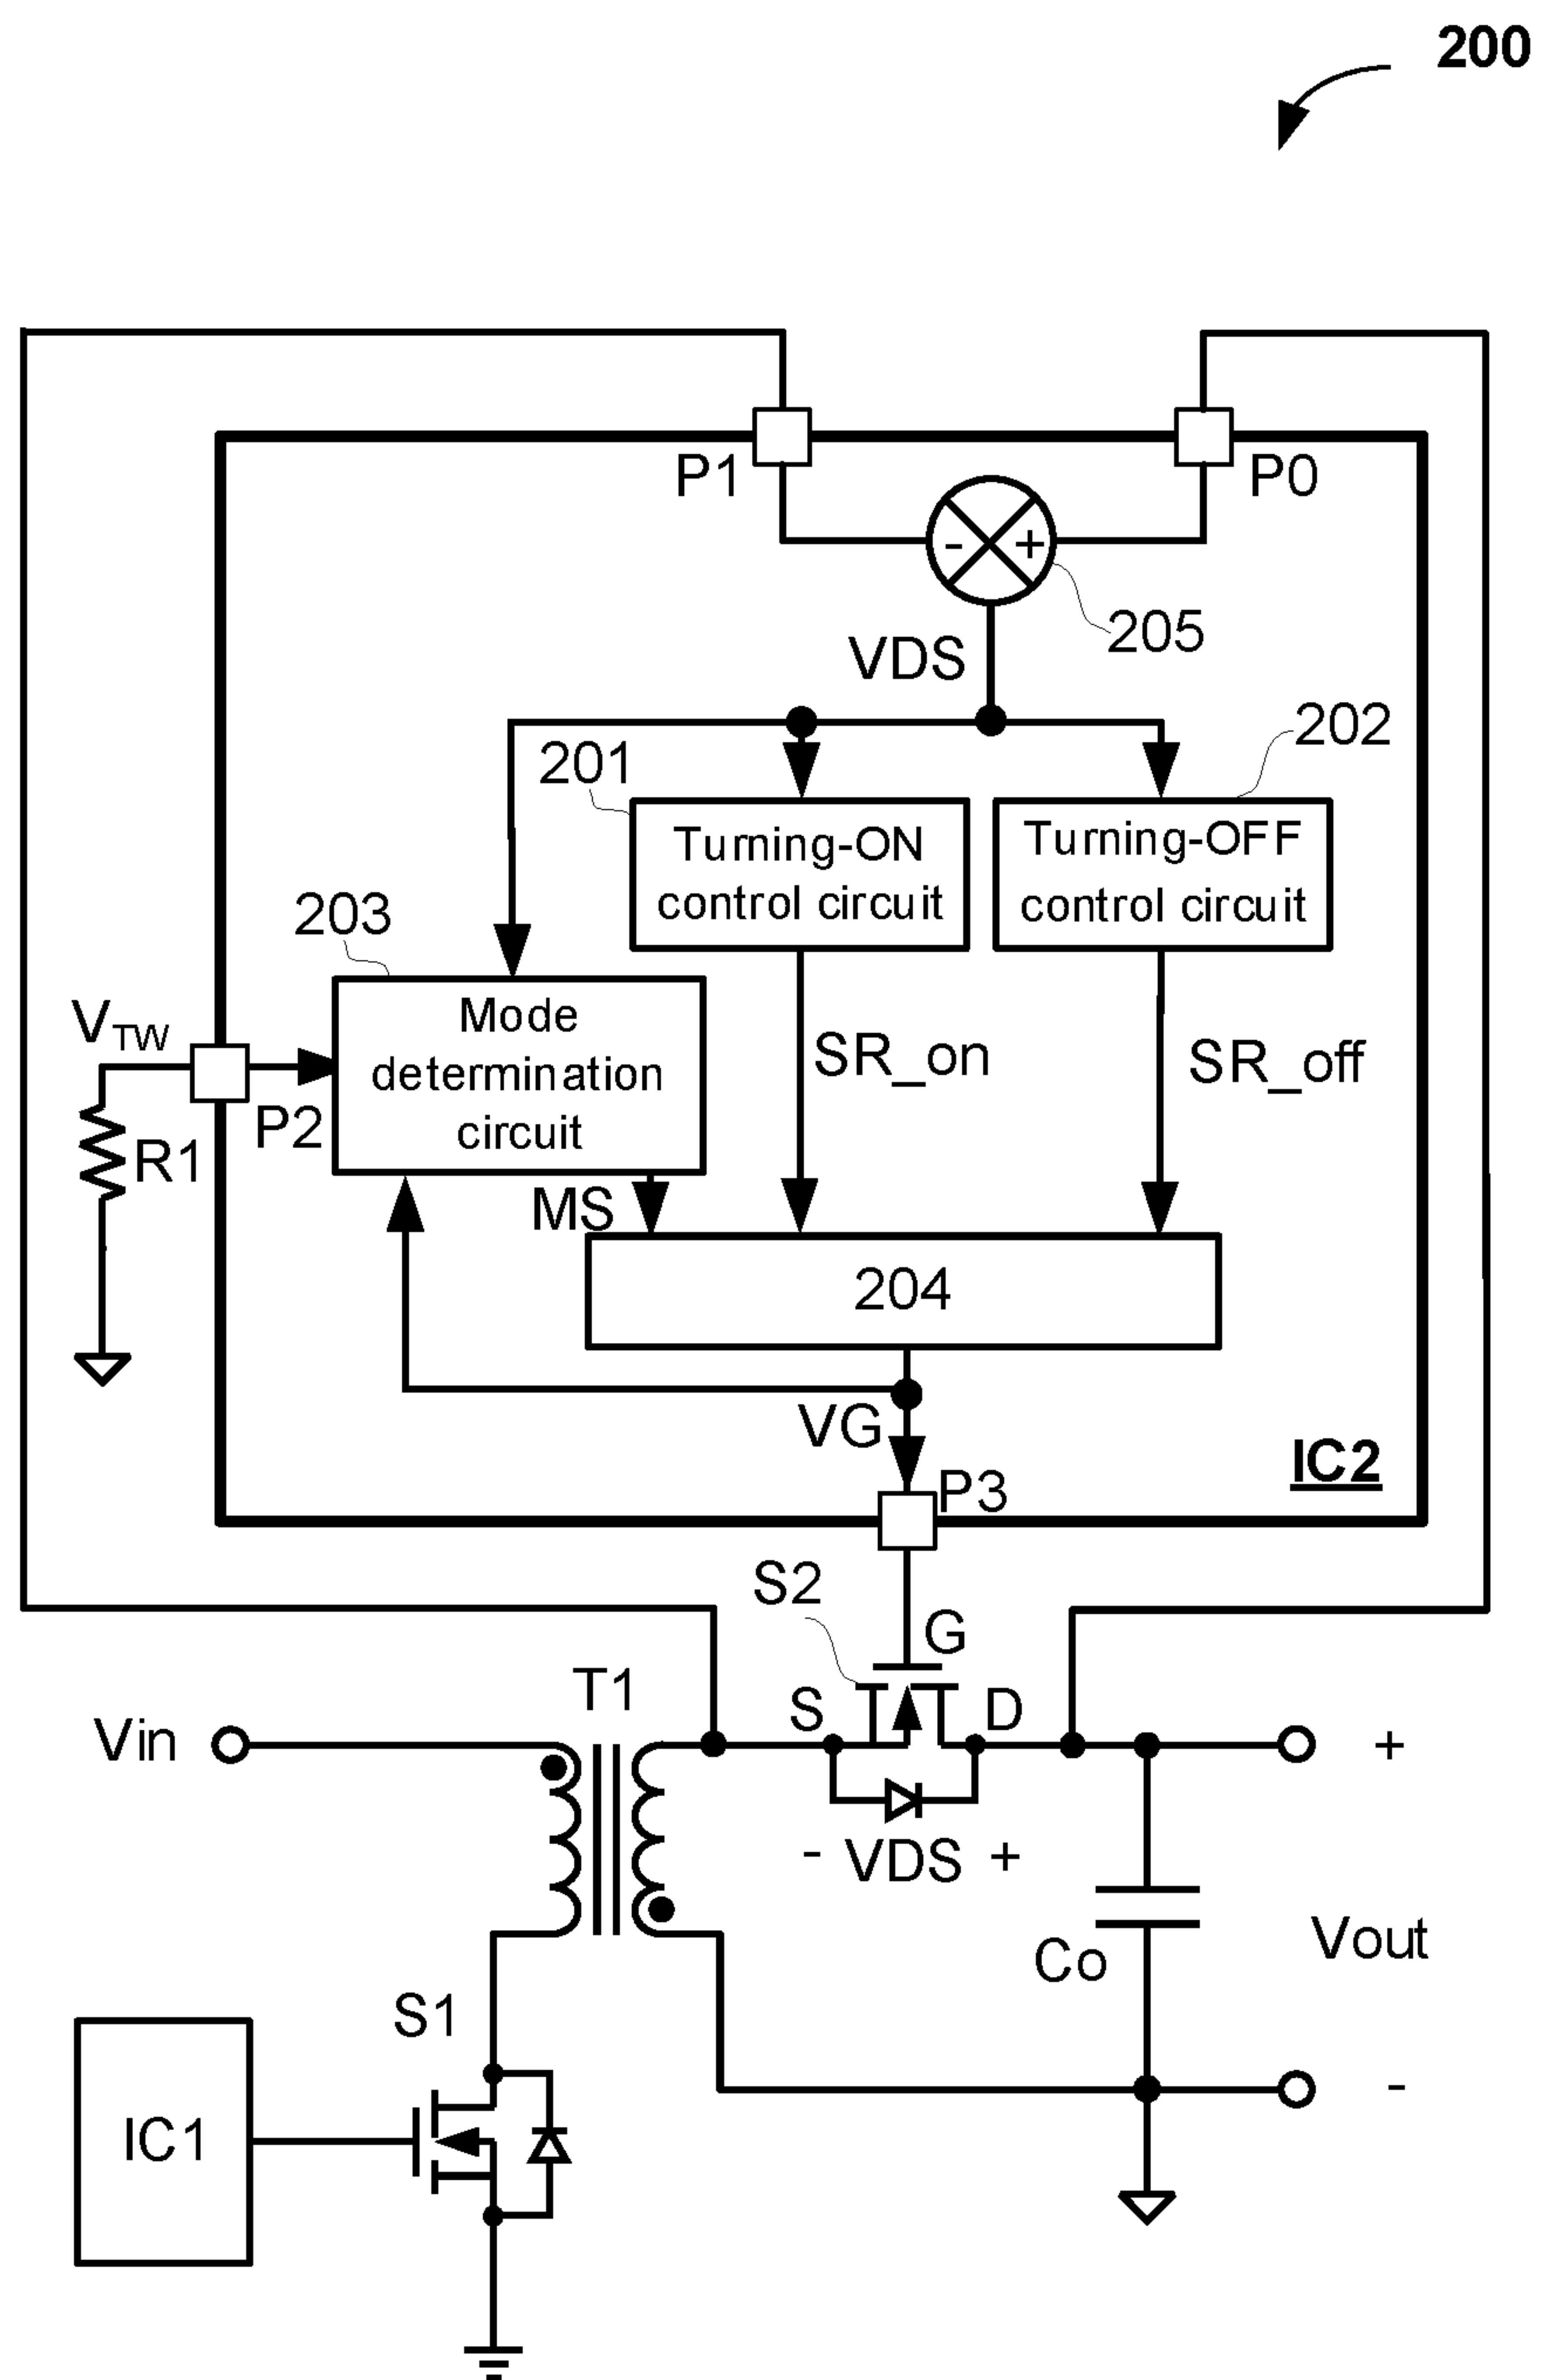 200
P1
P0
- +
205
VDS
201
202
Turning-ON
control circuit
Turning-OFF
control circuit
203
VTW
Mode
determination
circuit
SR_on
SR_off
P2
R1
MS
204
VG
IC2
P3
S2
G
T1
S
D
Vin
+
- VDS +
Co
Vout
S1
-
IC1